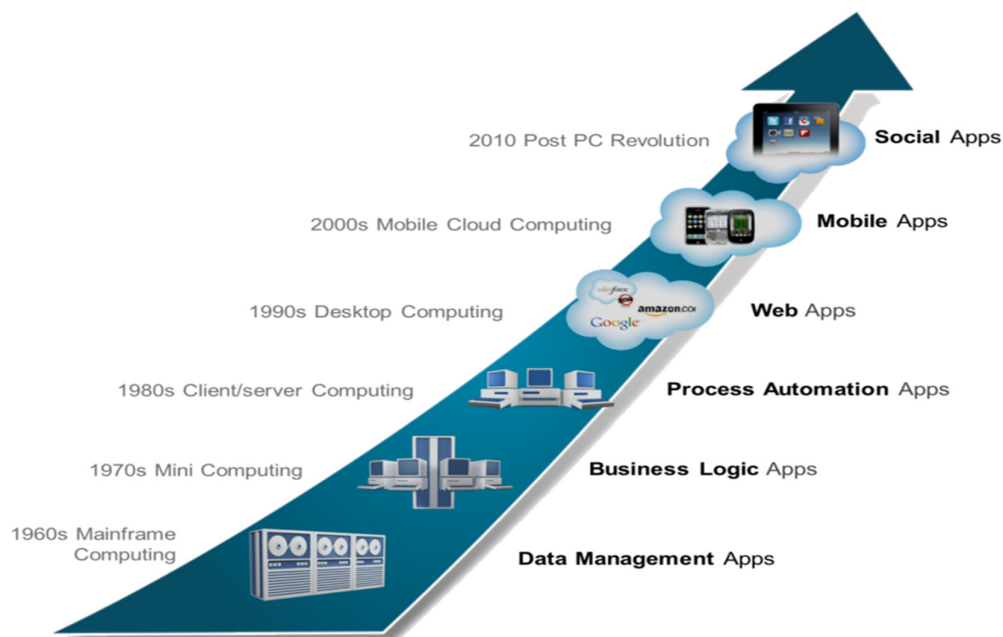 2010 Post PC Revolution
Social Apps
2000s Mobile Cloud Computing
Mobile Apps
1990s Desktop Computing
salesforce
amazon.com
Google
Web Apps
1980s Client/server Computing
Process Automation Apps
1970s Mini Computing
Business Logic Apps
1960s Mainframe
Computing
Data Management Apps